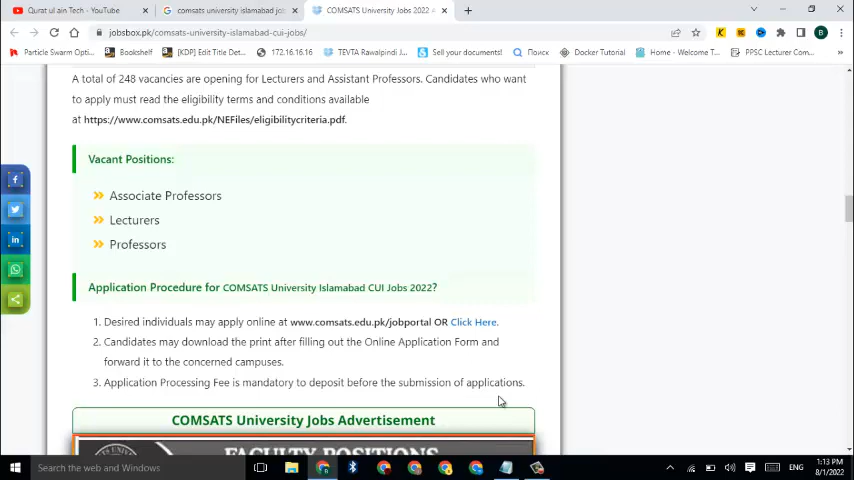 Qurat ul ain Tech - YouTube
comsats university islamabad job
COMSATS University Jobs 2022 A
jobsbox.pk/comsats-university-islamabad-cui-jobs/
Particle Swarm Opti...
Bookshelf
[KDP] Edit Title Det...
172.16.16.16
TEVTA Rawalpindi J...
Sell your documents!
Поиск
Docker Tutorial
Home - Welcome T...
PPSC Lecturer Com...
A total of 248 vacancies are opening for Lecturers and Assistant Professors. Candidates who want
to apply must read the eligibility terms and conditions available
at https://www.comsats.edu.pk/NEFiles/eligibilitycriteria.pdf.
Vacant Positions:
Associate Professors
Lecturers
Professors
Application Procedure for COMSATS University Islamabad CUI Jobs 2022?
1. Desired individuals may apply online at www.comsats.edu.pk/jobportal OR Click Here.
2. Candidates may download the print after filling out the Online Application Form and
forward it to the concerned campuses.
3. Application Processing Fee is mandatory to deposit before the submission of applications.
COMSATS University Jobs Advertisement
FACULTY POSITIONS
Search the web and Windows
ENG
1:13 PM
8/1/2022